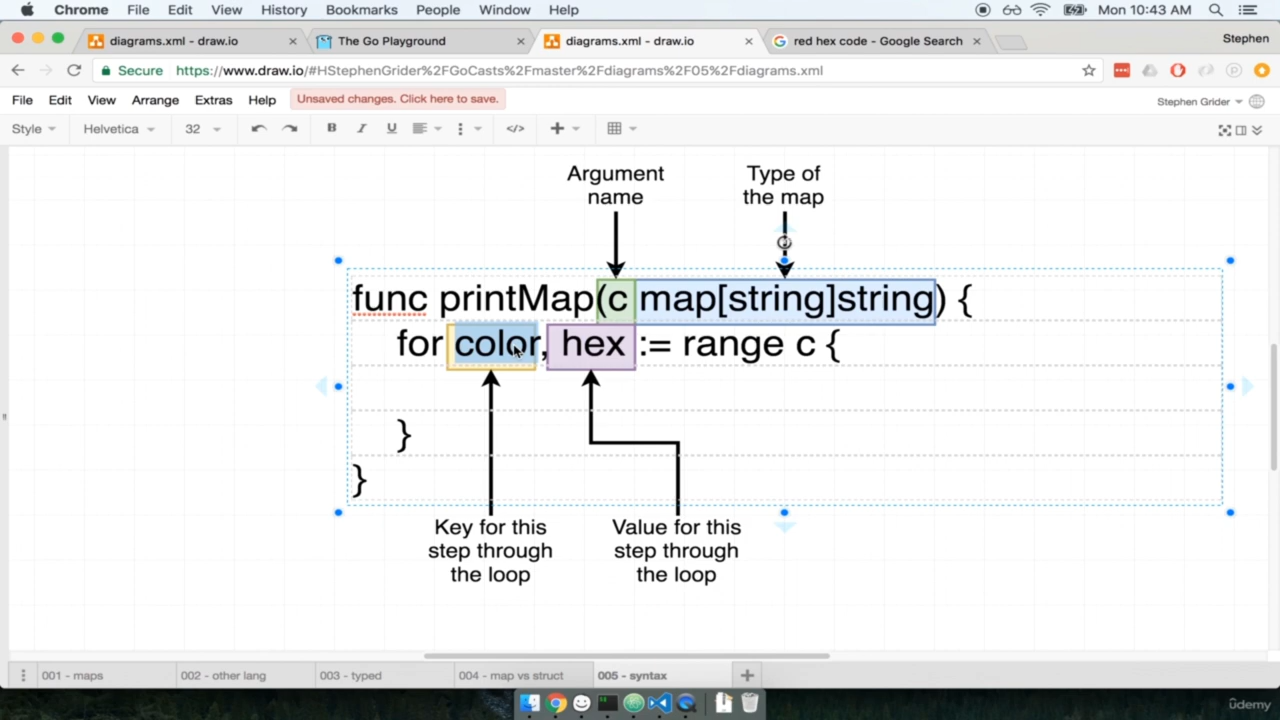 Chrome File Edit View History Bookmarks People Window Help Mon 10:43 AM
diagrams.xml - draw.io The Go Playground diagrams.xml - draw.io red hex code - Google Search Stephen
Secure https://www.draw.io/#HStephenGrider%2FGoCasts%2Fmaster%2Fdiagrams%2F05%2Fdiagrams.xml
File Edit View Arrange Extras Help Unsaved changes. Click here to save. Stephen Grider
Style Helvetica 32 B I U
Argument
name
Type of
the map
func printMap(c map[string]string) {
for color, hex := range c {
}
}
Key for this
step through
the loop
Value for this
step through
the loop
001 - maps 002 - other lang 003 - typed 004 - map vs struct 005 - syntax
ûdemy